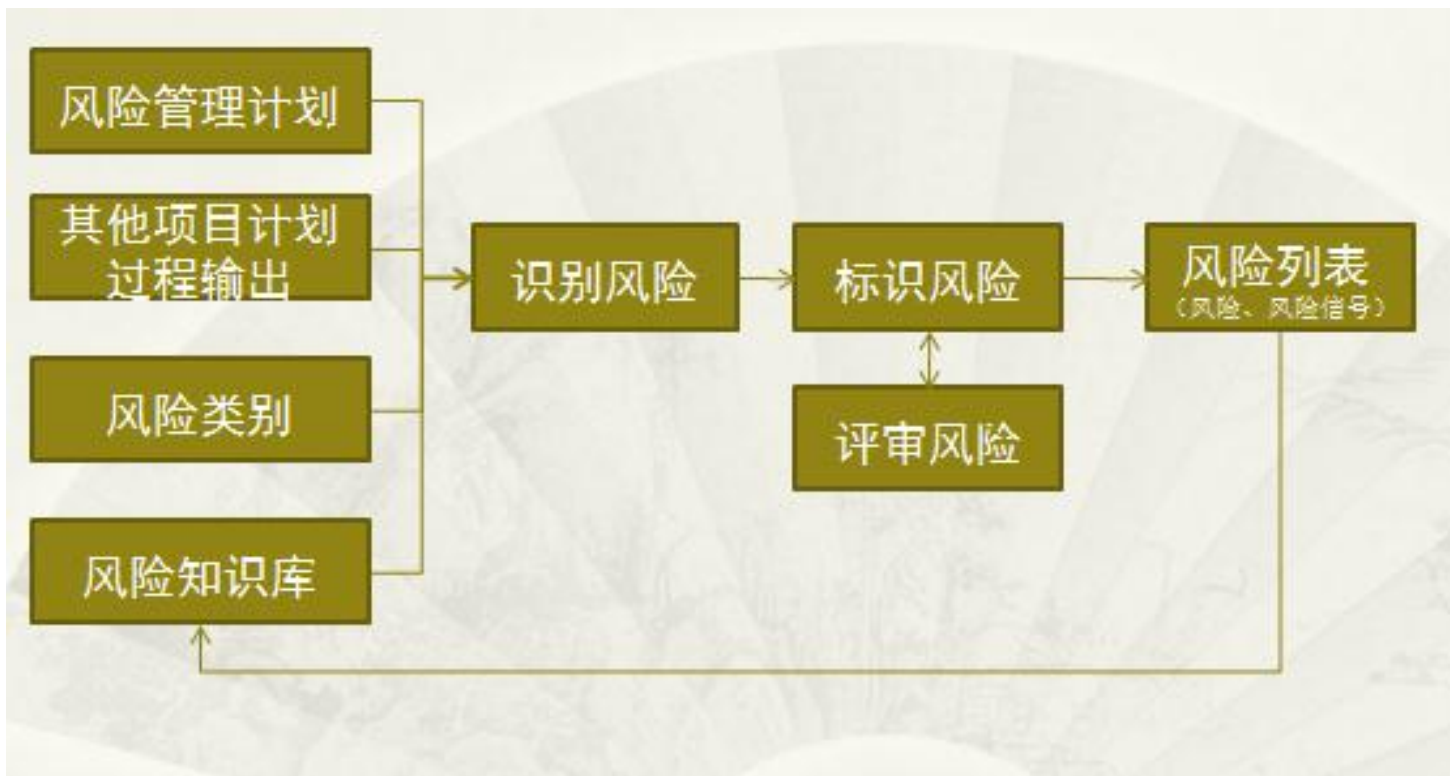 风险管理计划
其他项目计划
过程输出
风险类别
风险知识库
识别风险
标识风险
评审风险
风险列表
（风险、风险信号）